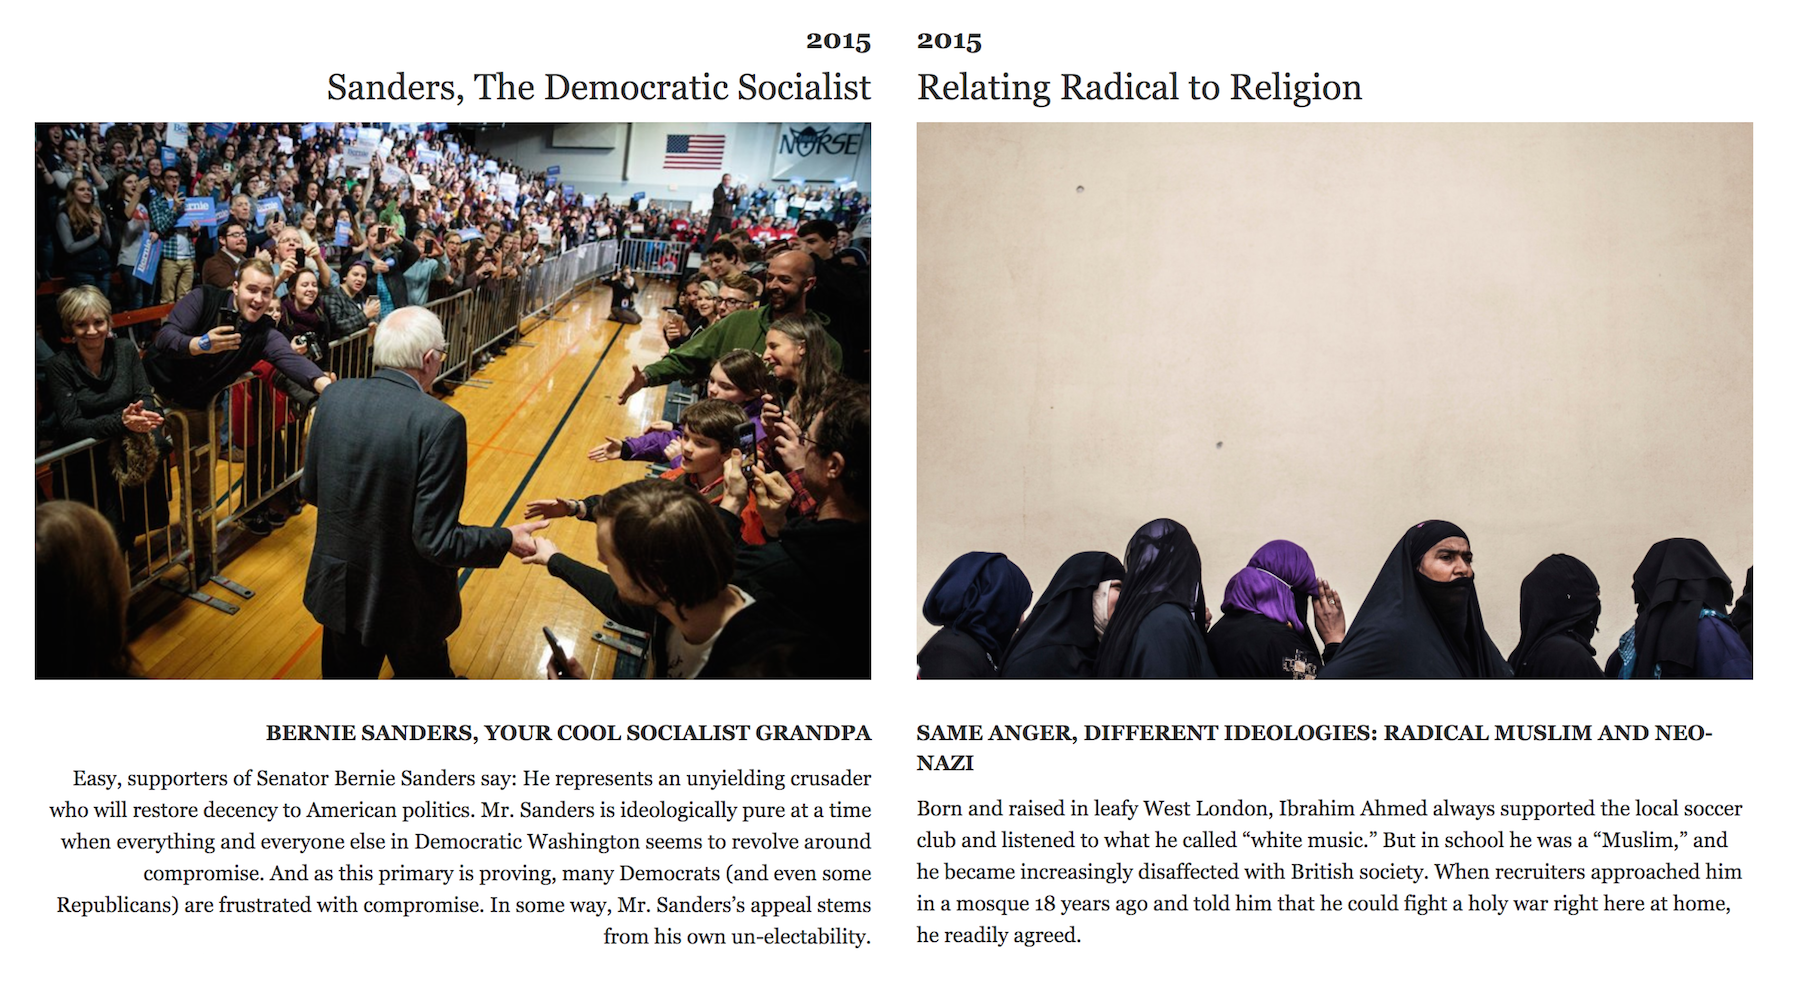 2015
Sanders, The Democratic Socialist
NORSE
Bernie
BERNIE SANDERS, YOUR COOL SOCIALIST GRANDPA
Easy, supporters of Senator Bernie Sanders say: He represents an unyielding crusader
who will restore decency to American politics. Mr. Sanders is ideologically pure at a time
when everything and everyone else in Democratic Washington seems to revolve around
compromise. And as this primary is proving, many Democrats (and even some
Republicans) are frustrated with compromise. In some way, Mr. Sanders’s appeal stems
from his own un-electability.
2015
Relating Radical to Religion
SAME ANGER, DIFFERENT IDEOLOGIES: RADICAL MUSLIM AND NEO-
NAZI
Born and raised in leafy West London, Ibrahim Ahmed always supported the local soccer
club and listened to what he called “white music.” But in school he was a “Muslim,” and
he became increasingly disaffected with British society. When recruiters approached him
in a mosque 18 years ago and told him that he could fight a holy war right here at home,
he readily agreed.